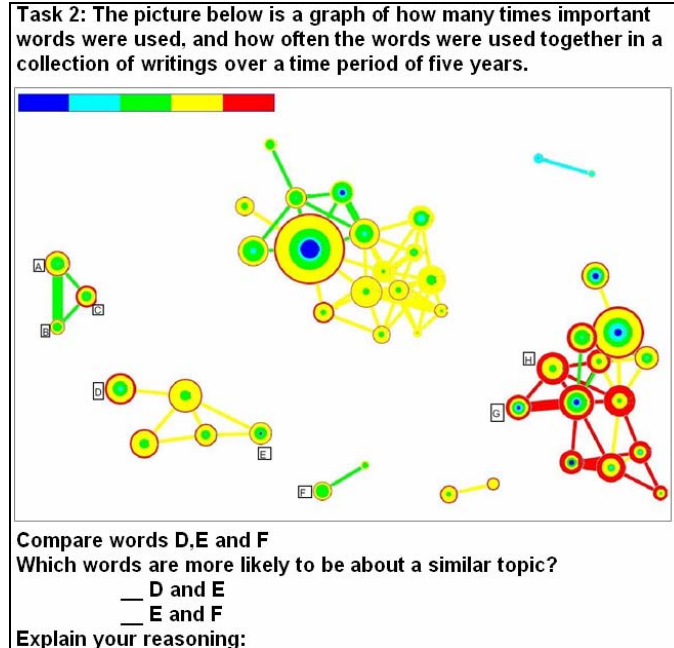 Task 2: The picture below is a graph of how many times important
words were used, and how often the words were used together in a
collection of writings over a time period of five years.
A
C
B
D
E
F
H
G
Compare words D,E and F
Which words are more likely to be about a similar topic?
__ D and E
__ E and F
Explain your reasoning: